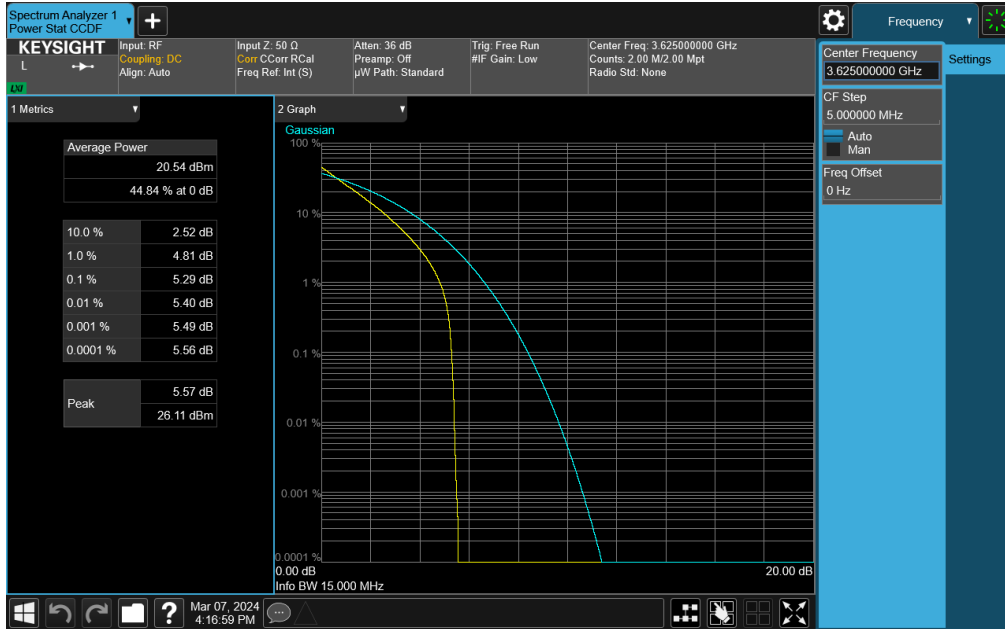 Spectrum Analyzer 1
Power Stat CCDF
Frequency
KEYSIGHT
L
LXI
Input: RF
Coupling: DC
Align: Auto
Input Z: 50 Ω
Corr CCorr RCal
Freq Ref: Int (S)
Atten: 36 dB
Preamp: Off
µW Path: Standard
Trig: Free Run
#IF Gain: Low
Center Freq: 3.625000000 GHz
Counts: 2.00 M/2.00 Mpt
Radio Std: None
Center Frequency
3.625000000 GHz
Settings
CF Step
5.000000 MHz
Auto
Man
Freq Offset
0 Hz
1 Metrics
Average Power
20.54 dBm
44.84 % at 0 dB
10.0 % 2.52 dB
1.0 % 4.81 dB
0.1 % 5.29 dB
0.01 % 5.40 dB
0.001 % 5.49 dB
0.0001 % 5.56 dB
Peak
5.57 dB
26.11 dBm
2 Graph
Gaussian
100 %
10 %
1 %
0.1 %
0.01 %
0.001 %
0.0001 %
0.00 dB 20.00 dB
Info BW 15.000 MHz
?
Mar 07, 2024
4:16:59 PM